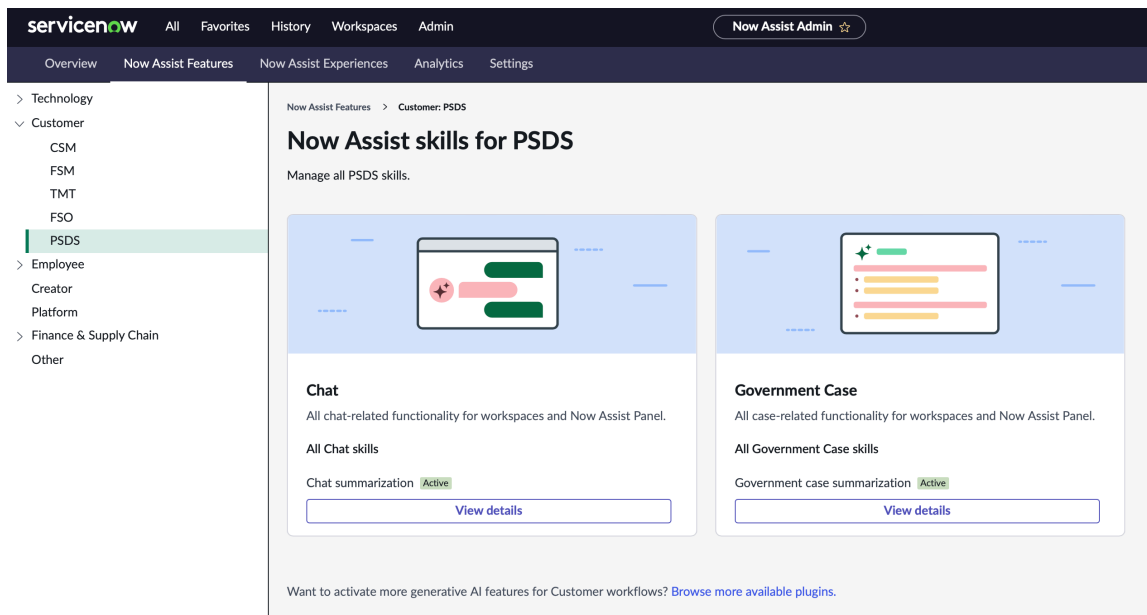 servicenow All Favorites History Workspaces Admin Now Assist Admin
Overview Now Assist Features Now Assist Experiences Analytics Settings
Technology
Customer
CSM
FSM
TMT
FSO
PSDS
Employee
Creator
Platform
Finance & Supply Chain
Other
Now Assist Features > Customer: PSDS
Now Assist skills for PSDS
Manage all PSDS skills.
Chat
All chat-related functionality for workspaces and Now Assist Panel.
All Chat skills
Chat summarization Active
View details
Government Case
All case-related functionality for workspaces and Now Assist Panel.
All Government Case skills
Government case summarization Active
View details
Want to activate more generative AI features for Customer workflows? Browse more available plugins.